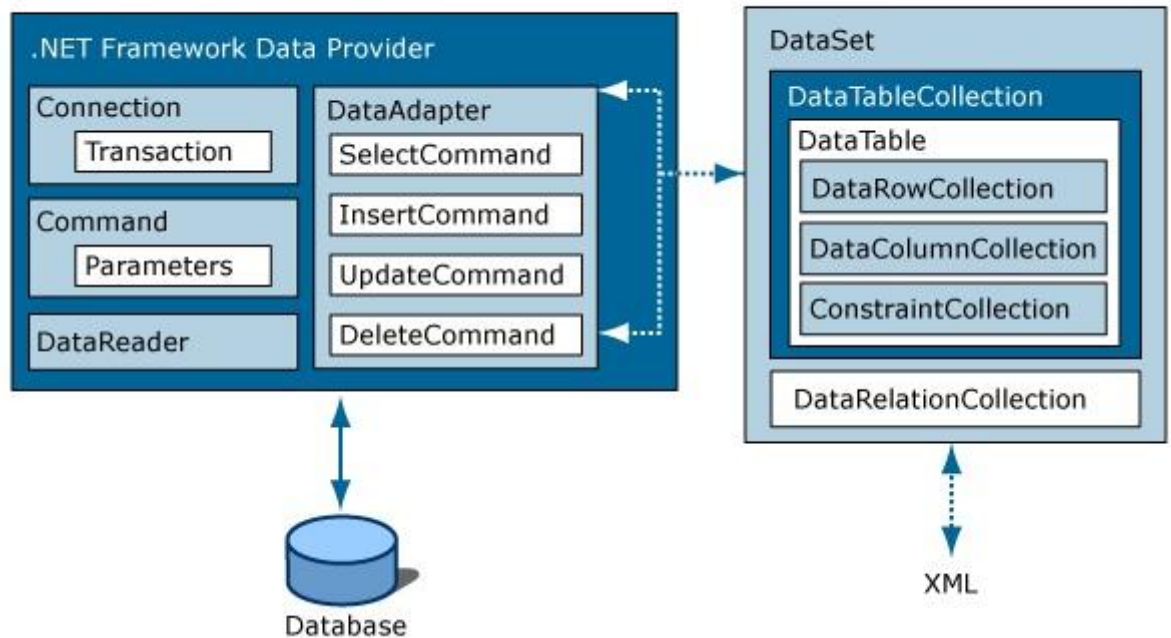 .NET Framework Data Provider
Connection
Transaction
Command
Parameters
DataReader
DataAdapter
SelectCommand
InsertCommand
UpdateCommand
DeleteCommand
Database
DataSet
DataTableCollection
DataTable
DataRowCollection
DataColumnCollection
ConstraintCollection
DataRelationCollection
XML